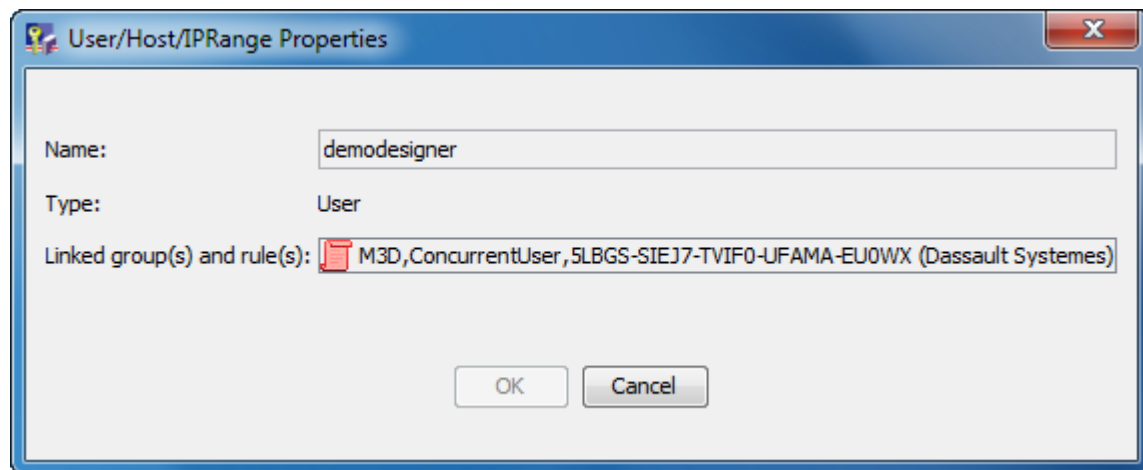 User/Host/IPRange Properties
Name: demodesigner
Type: User
Linked group(s) and rule(s): M3D,ConcurrentUser,5LBGS-SIEJ7-TVIF0-UFAMA-EU0WX (Dassault Systemes)
OK Cancel